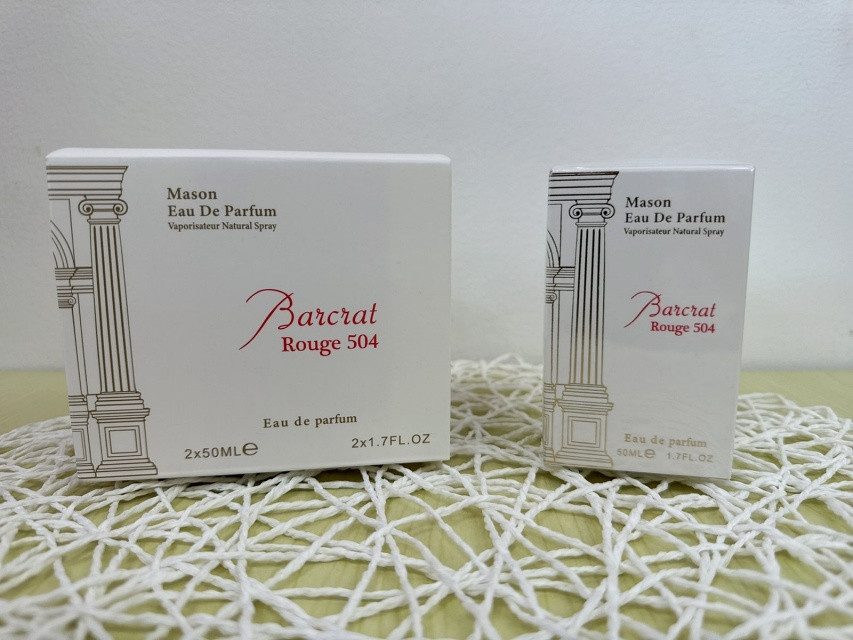 Mason
Eau De Parfum
Vaporisateur Natural Spray
Barcrat
Rouge 504
Eau de parfum
2x50ML℮
2x1.7FL.OZ
Mason
Eau De Parfum
Vaporisateur Natural Spray
Barcrat
Rouge 504
Eau de parfum
50ML℮ 1.7FL.OZ